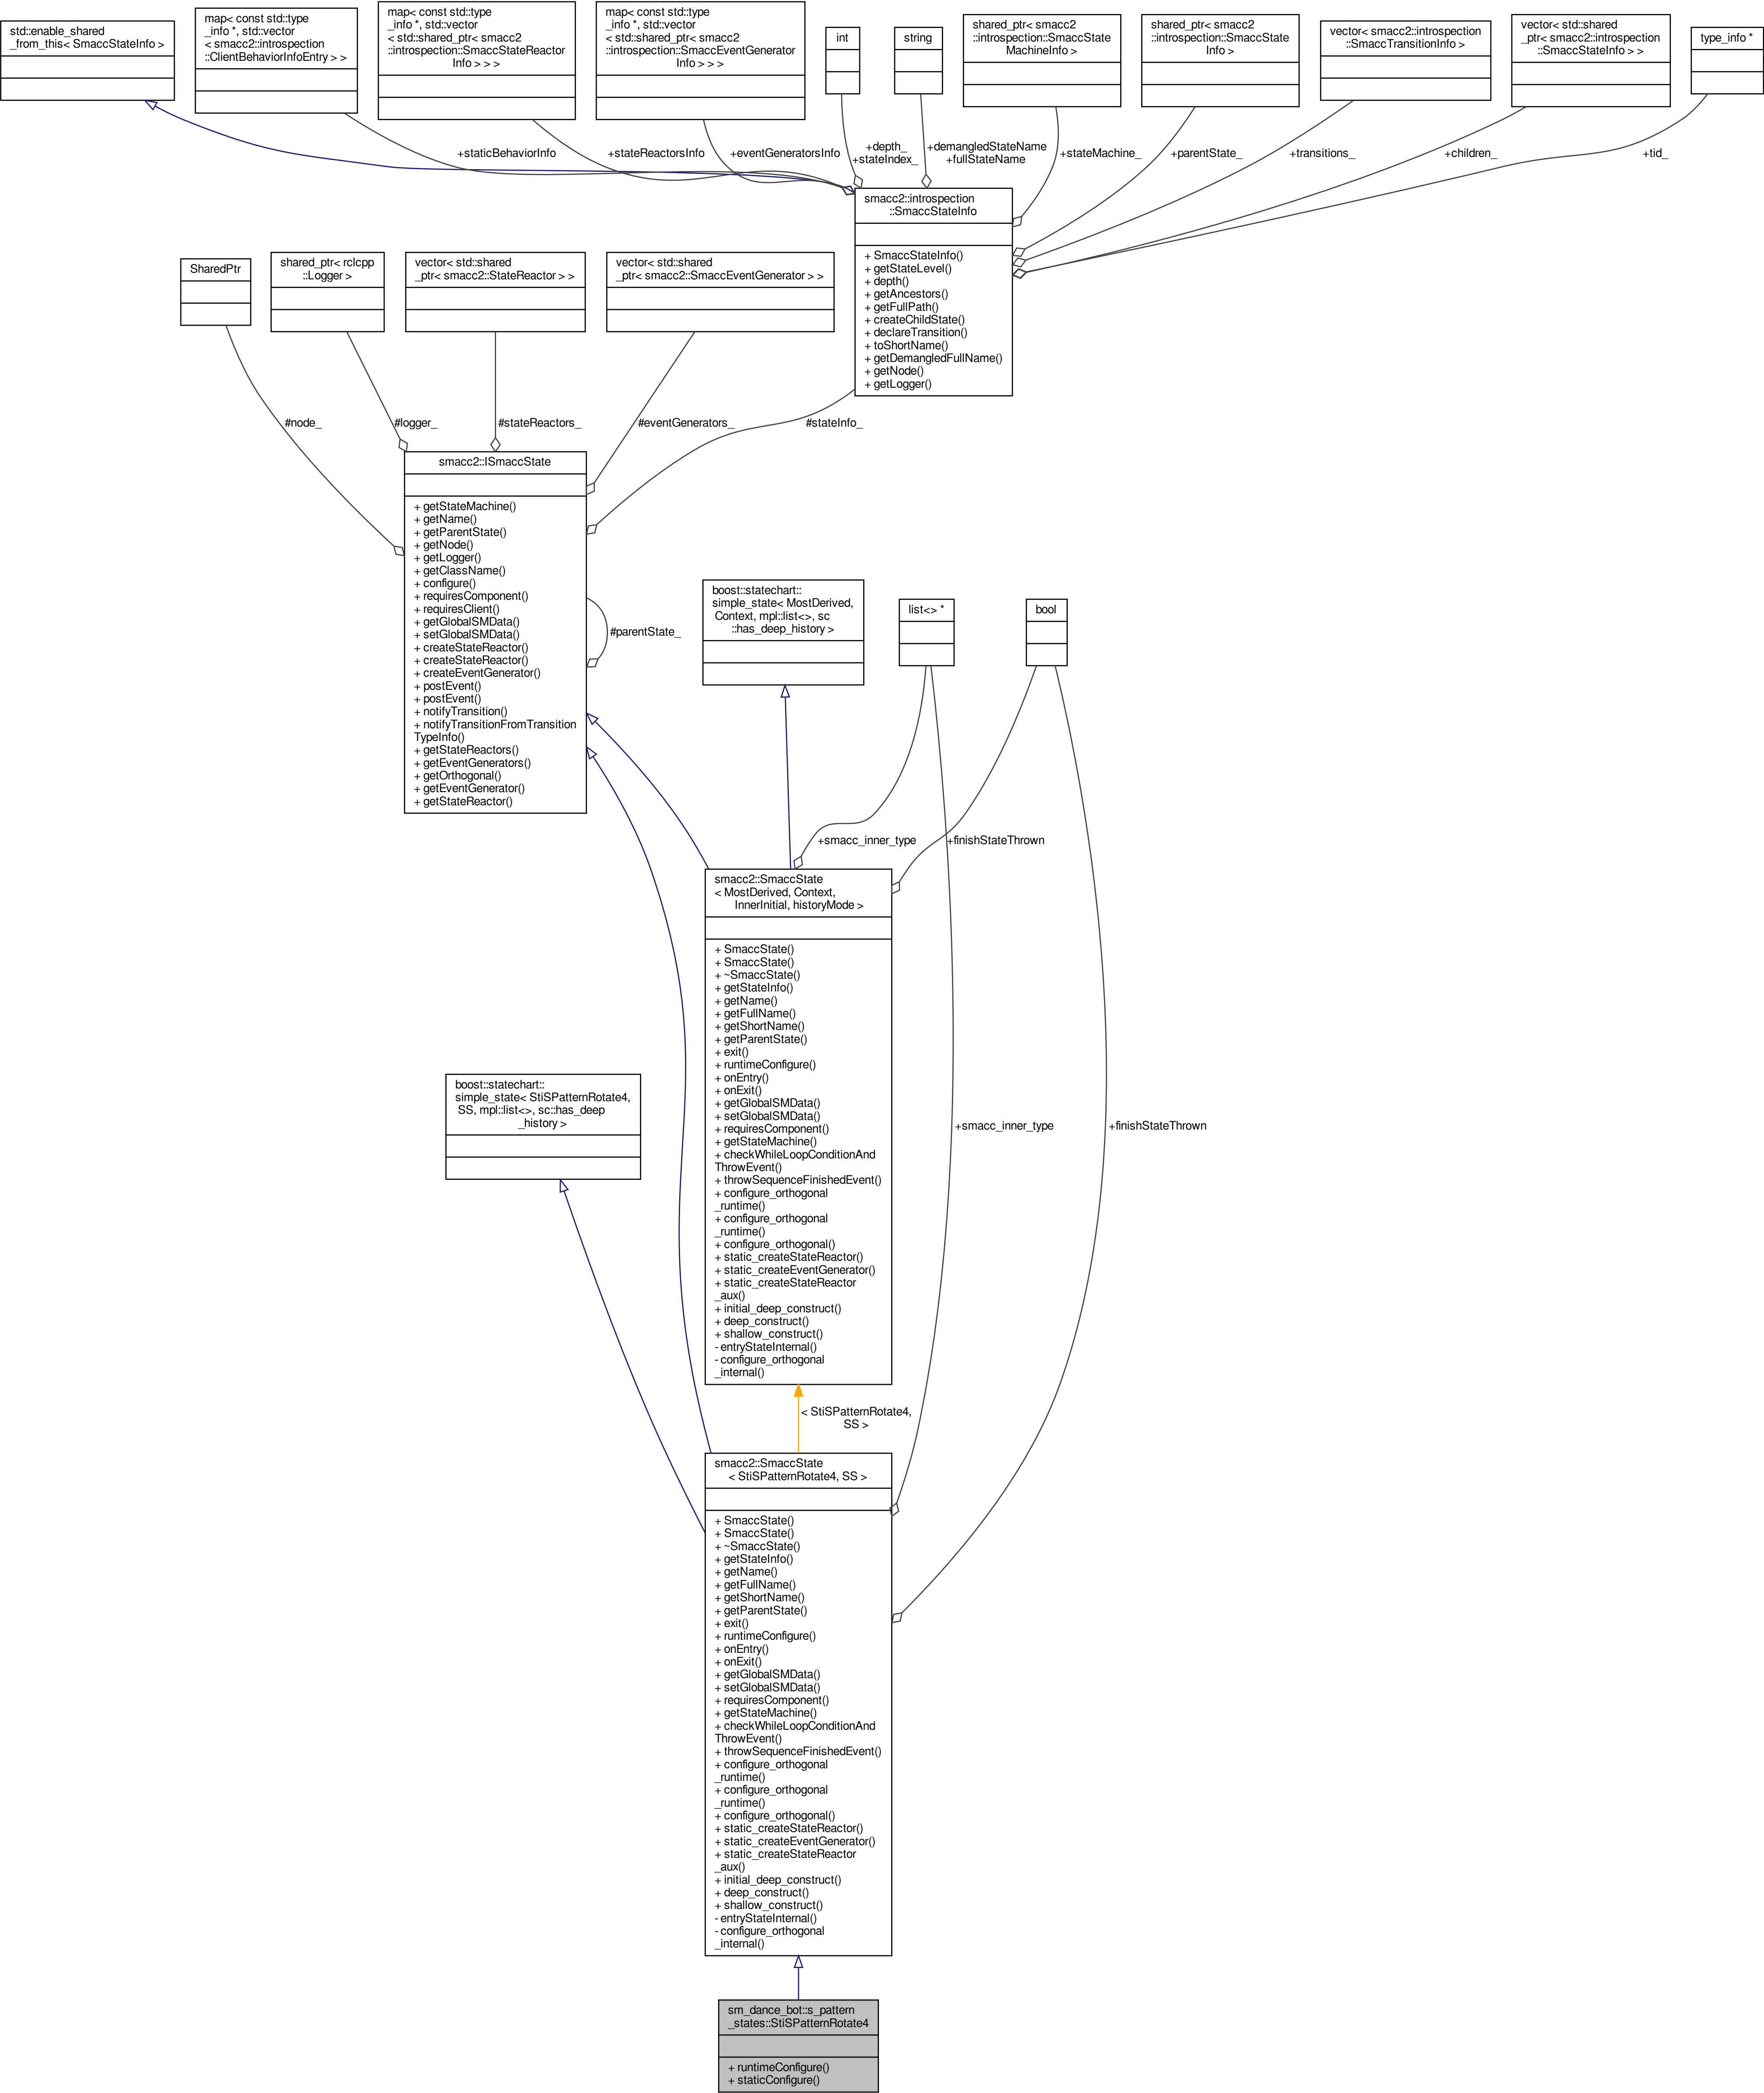 std::enable_shared
_from_this< SmaccStateInfo >
map< const std::type
_info *, std::vector
< smacc2::introspection
::ClientBehaviorInfoEntry > >
map< const std::type
_info *, std::vector
< std::shared_ptr< smacc2
::introspection::SmaccStateReactor
Info > > >
map< const std::type
_info *, std::vector
< std::shared_ptr< smacc2
::introspection::SmaccEventGenerator
Info > > >
int
string
shared_ptr< smacc2
::introspection::SmaccState
MachineInfo >
shared_ptr< smacc2
::introspection::SmaccState
Info >
vector< smacc2::introspection
::SmaccTransitionInfo >
vector< std::shared
_ptr< smacc2::introspection
::SmaccStateInfo > >
type_info *
+staticBehaviorInfo
+stateReactorsInfo
+eventGeneratorsInfo
+depth_
+stateIndex_
+demangledStateName
+fullStateName
+stateMachine_
+parentState_
+transitions_
+children_
+tid_
smacc2::introspection
::SmaccStateInfo
+ SmaccStateInfo()
+ getStateLevel()
+ depth()
+ getAncestors()
+ getFullPath()
+ createChildState()
+ declareTransition()
+ toShortName()
+ getDemangledFullName()
+ getNode()
+ getLogger()
SharedPtr
shared_ptr< rclcpp
::Logger >
vector< std::shared
_ptr< smacc2::StateReactor > >
vector< std::shared
_ptr< smacc2::SmaccEventGenerator > >
#node_
#logger_
#stateReactors_
#eventGenerators_
#stateInfo_
smacc2::ISmaccState
+ getStateMachine()
+ getName()
+ getParentState()
+ getNode()
+ getLogger()
+ getClassName()
+ configure()
+ requiresComponent()
+ requiresClient()
+ getGlobalSMData()
+ setGlobalSMData()
+ createStateReactor()
+ createStateReactor()
+ createEventGenerator()
+ postEvent()
+ postEvent()
+ notifyTransition()
+ notifyTransitionFromTransition
TypeInfo()
+ getStateReactors()
+ getEventGenerators()
+ getOrthogonal()
+ getEventGenerator()
+ getStateReactor()
#parentState_
boost::statechart::
simple_state< MostDerived,
Context, mpl::list<>, sc
::has_deep_history >
list<> *
bool
+smacc_inner_type
+finishStateThrown
smacc2::SmaccState
< MostDerived, Context,
InnerInitial, historyMode >
+ SmaccState()
+ SmaccState()
+ ~SmaccState()
+ getStateInfo()
+ getName()
+ getFullName()
+ getShortName()
+ getParentState()
+ exit()
+ runtimeConfigure()
+ onEntry()
+ onExit()
+ getGlobalSMData()
+ setGlobalSMData()
+ requiresComponent()
+ getStateMachine()
+ checkWhileLoopConditionAnd
ThrowEvent()
+ throwSequenceFinishedEvent()
+ configure_orthogonal
_runtime()
+ configure_orthogonal
_runtime()
+ configure_orthogonal()
+ static_createStateReactor()
+ static_createEventGenerator()
+ static_createStateReactor
_aux()
+ initial_deep_construct()
+ deep_construct()
+ shallow_construct()
- entryStateInternal()
- configure_orthogonal
_internal()
boost::statechart::
simple_state< StiSPatternRotate4,
SS, mpl::list<>, sc::has_deep
_history >
+smacc_inner_type
+finishStateThrown
< StiSPatternRotate4,
SS >
smacc2::SmaccState
< StiSPatternRotate4, SS >
+ SmaccState()
+ SmaccState()
+ ~SmaccState()
+ getStateInfo()
+ getName()
+ getFullName()
+ getShortName()
+ getParentState()
+ exit()
+ runtimeConfigure()
+ onEntry()
+ onExit()
+ getGlobalSMData()
+ setGlobalSMData()
+ requiresComponent()
+ getStateMachine()
+ checkWhileLoopConditionAnd
ThrowEvent()
+ throwSequenceFinishedEvent()
+ configure_orthogonal
_runtime()
+ configure_orthogonal
_runtime()
+ configure_orthogonal()
+ static_createStateReactor()
+ static_createEventGenerator()
+ static_createStateReactor
_aux()
+ initial_deep_construct()
+ deep_construct()
+ shallow_construct()
- entryStateInternal()
- configure_orthogonal
_internal()
sm_dance_bot::s_pattern
_states::StiSPatternRotate4
+ runtimeConfigure()
+ staticConfigure()